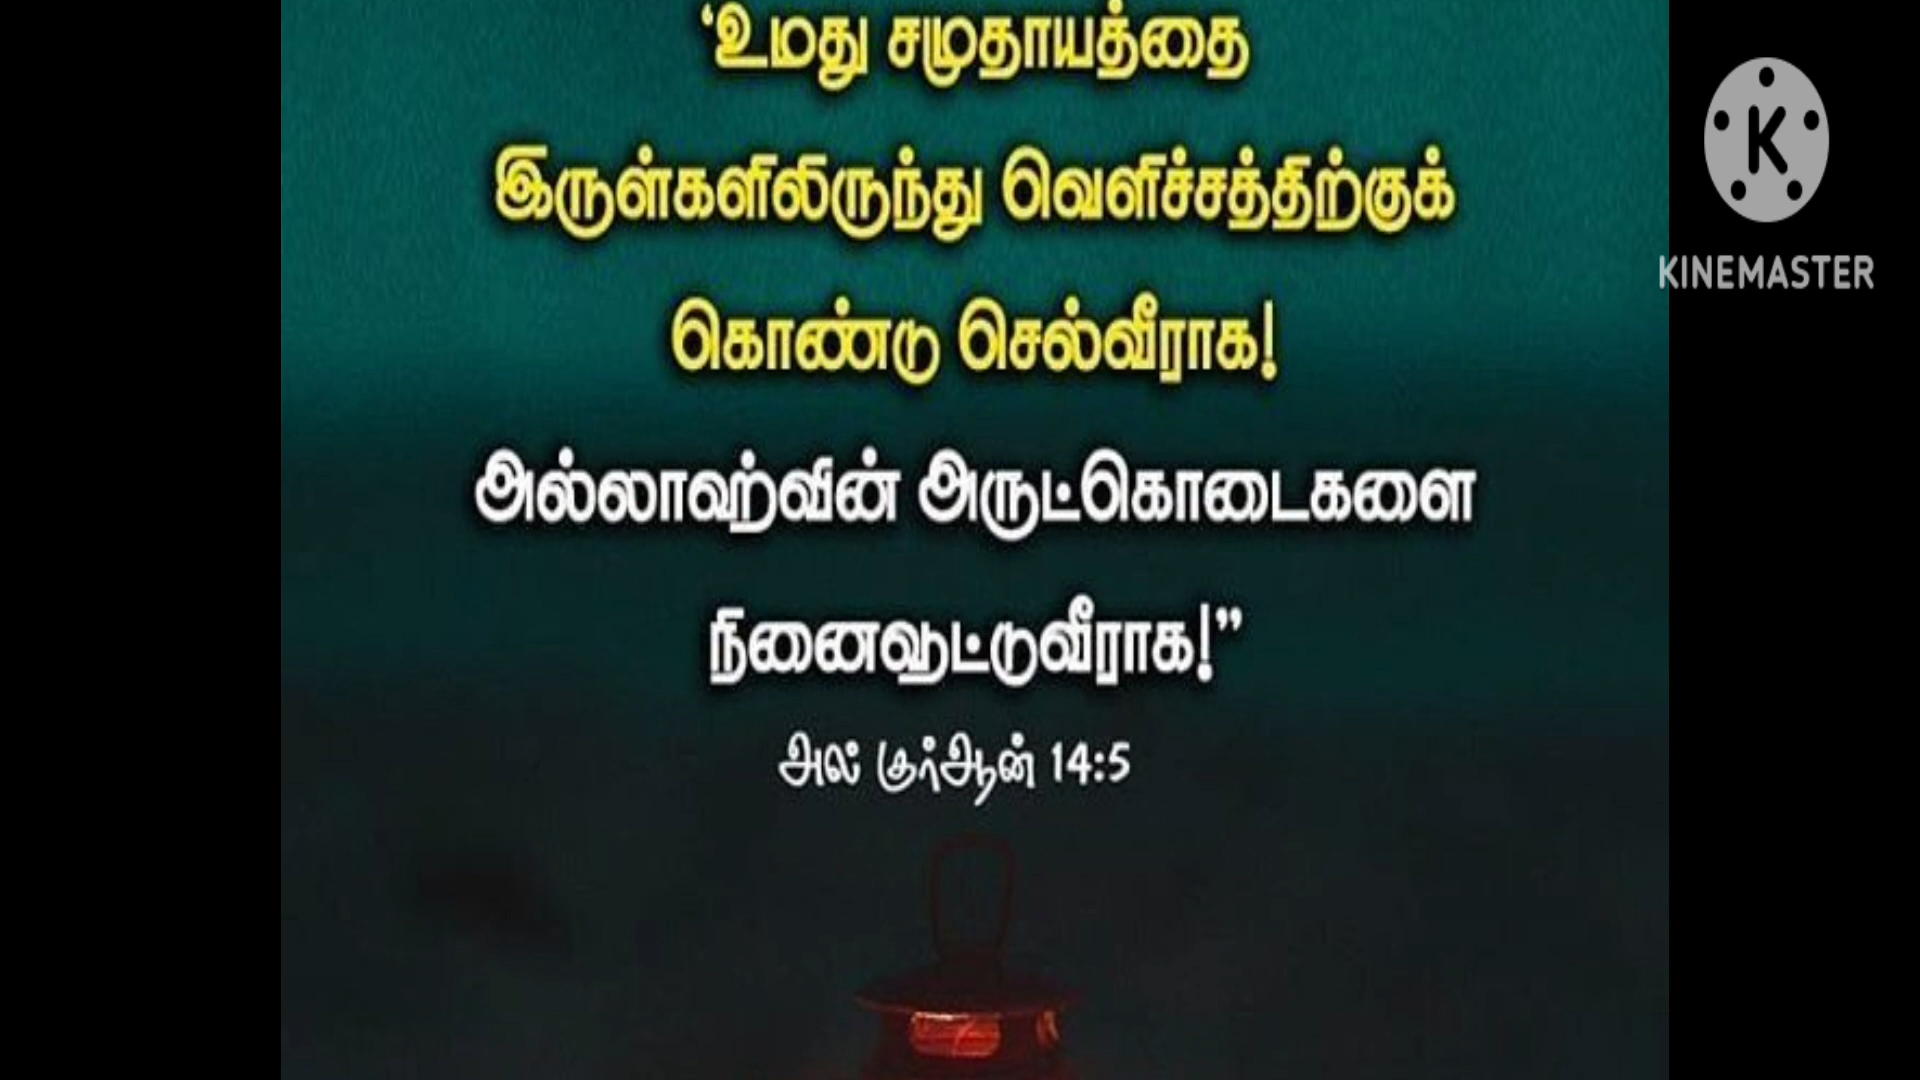 ‘உமது சமுதாயத்தை
இருள்களிலிருந்து வெளிச்சத்திற்குக்
கொண்டு செல்வீராக!
அல்லாஹ்வின் அருட்கொடைகளை
நினைவூட்டுவீராக!”
அல் குர்ஆன் 14:5
K
KINEMASTER